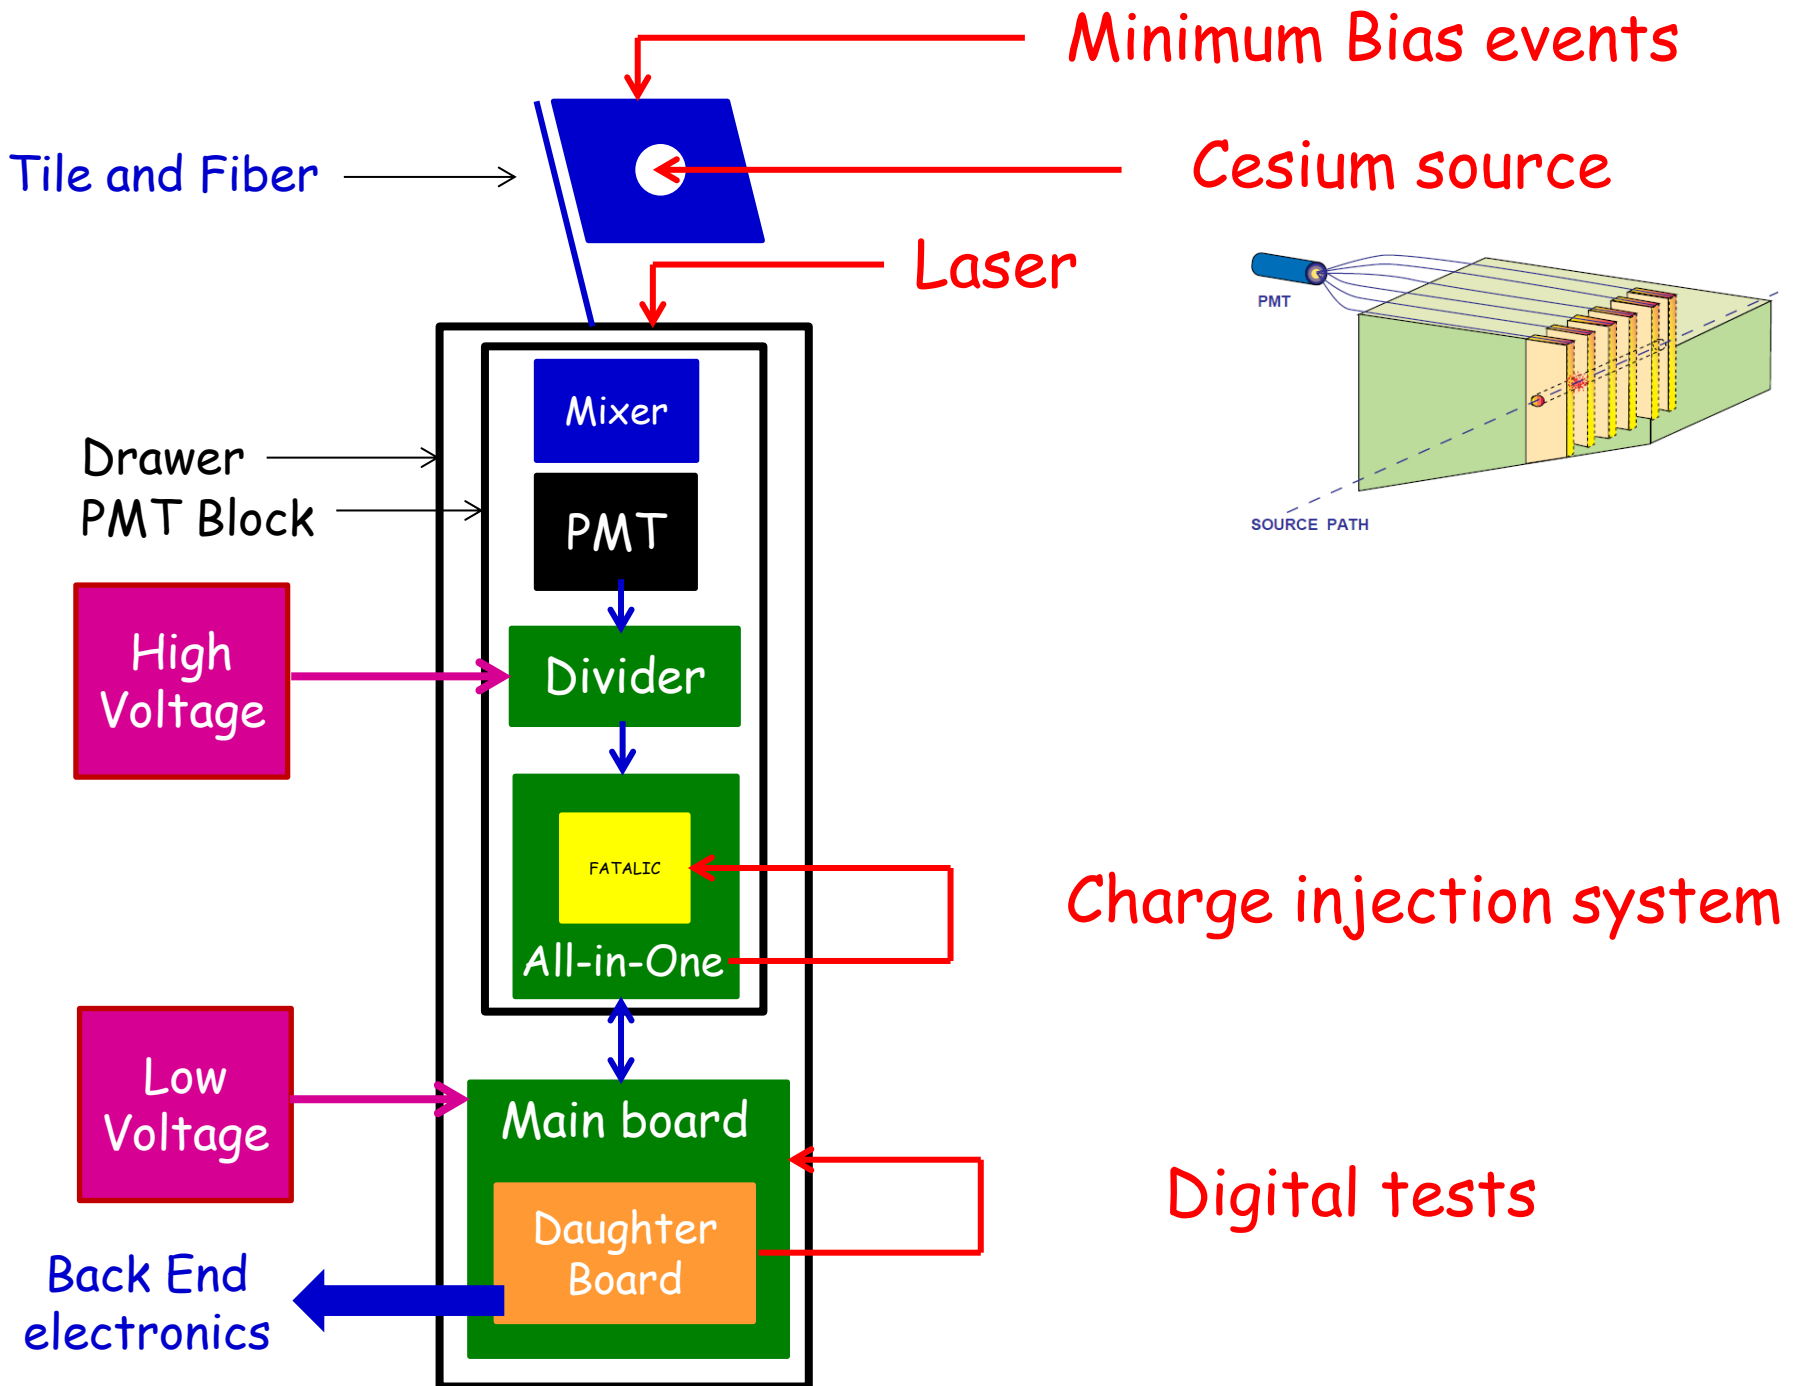 Minimum Bias events
Tile and Fiber
Cesium source
Laser
PMT
SOURCE PATH
Mixer
Drawer
PMT Block
PMT
High
Voltage
Divider
FATALIC
All-in-One
Charge injection system
Low
Voltage
Main board
Digital tests
Daughter
Board
Back End
electronics